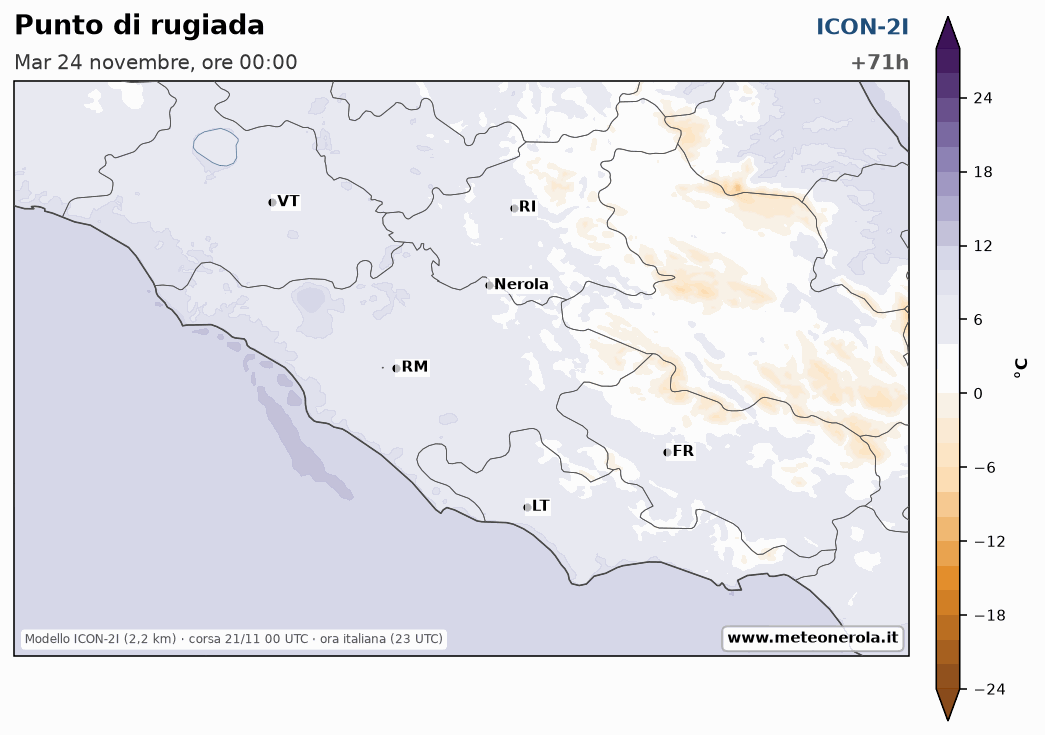 Punto di rugiada
ICON-2I
Mar 24 novembre, ore 00:00
+71h
24
18
12
6
0
−6
−12
−18
−24
°C
VT
RI
Nerola
RM
FR
LT
Modello ICON-2I (2,2 km) · corsa 21/11 00 UTC · ora italiana (23 UTC)
www.meteonerola.it